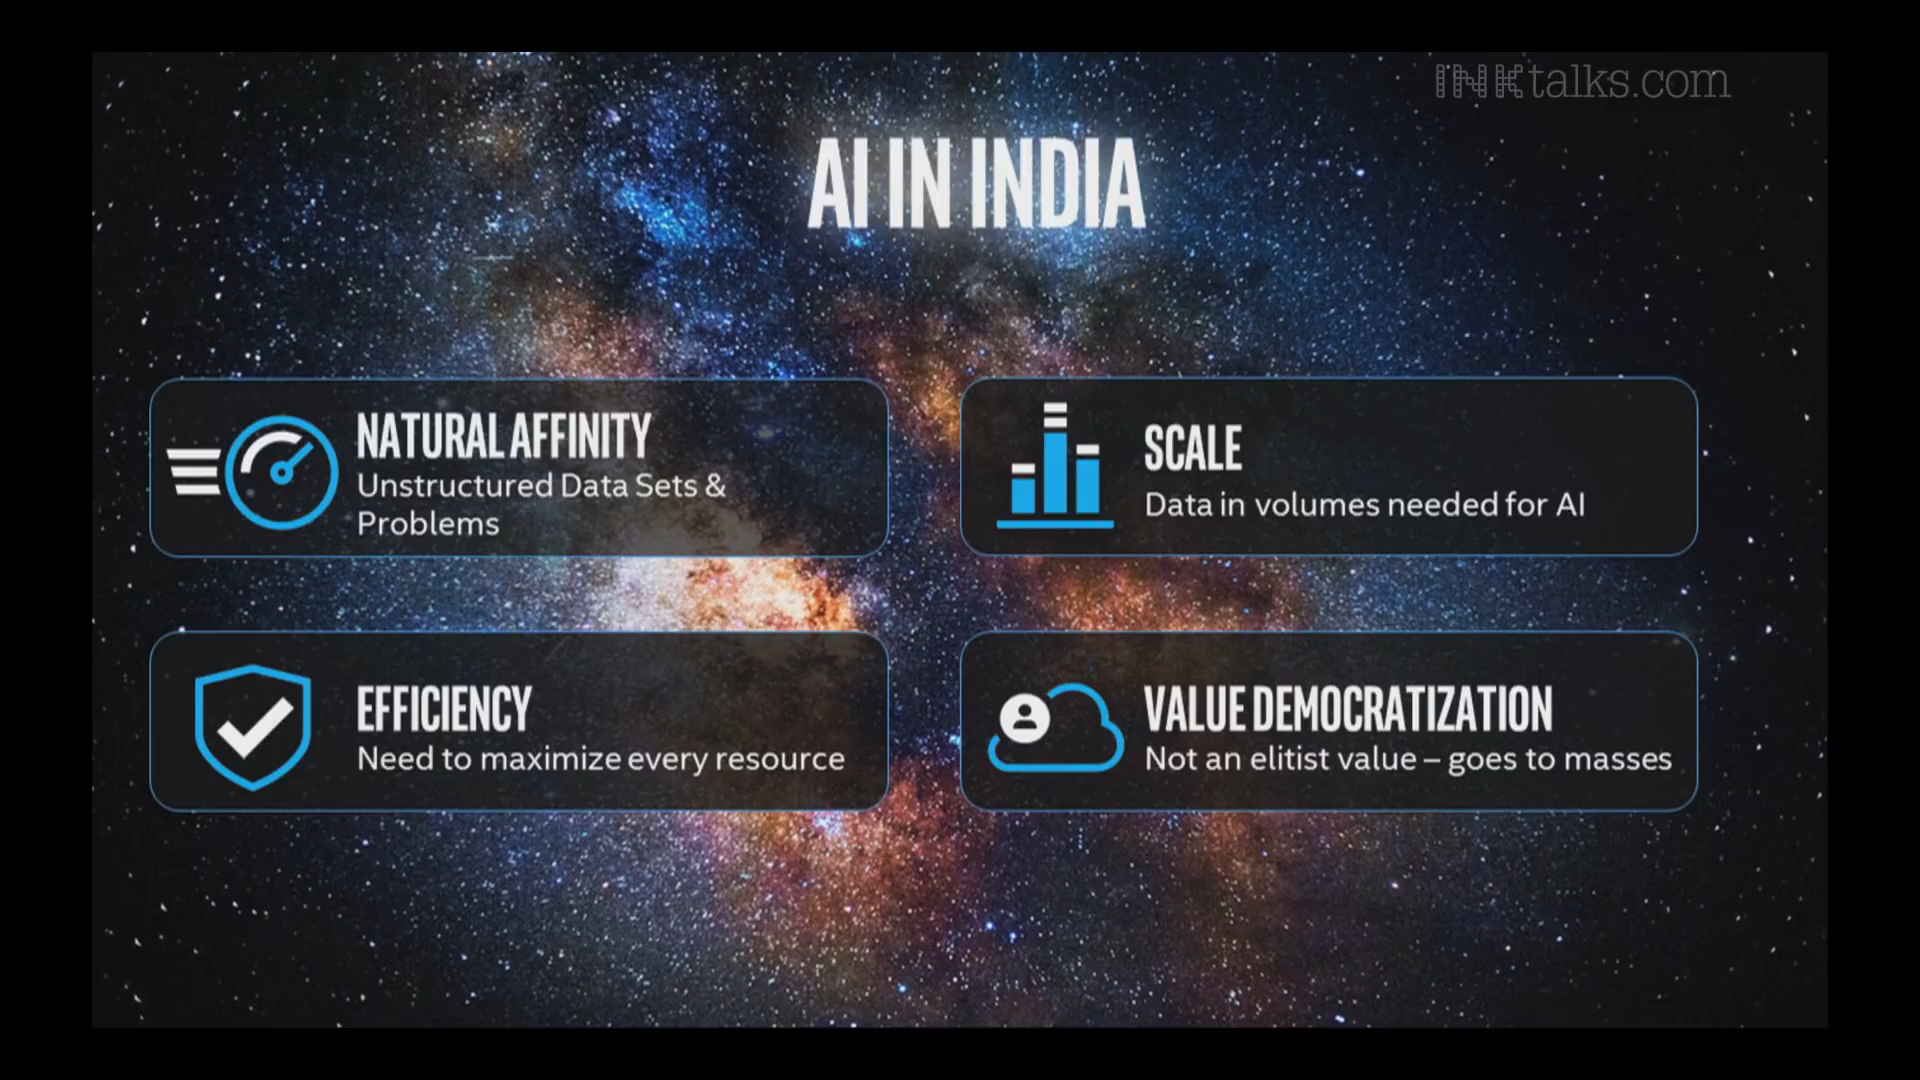 INKtalks.com
AI IN INDIA
NATURAL AFFINITY
Unstructured Data Sets &
Problems
SCALE
Data in volumes needed for AI
EFFICIENCY
Need to maximize every resource
VALUE DEMOCRATIZATION
Not an elitist value – goes to masses